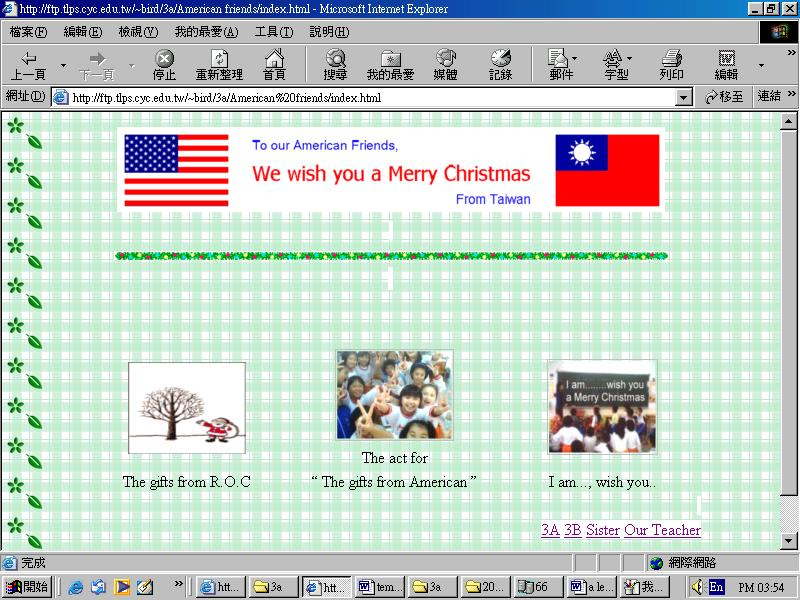 http://ftp.tlps.cyc.edu.tw/~bird/3a/American friends/index.html - Microsoft Internet Explorer
檔案(F) 編輯(E) 檢視(V) 我的最愛(A) 工具(T) 說明(H)
上一頁 下一頁 停止 重新整理 首頁 搜尋 我的最愛 媒體 記錄 郵件 字型 列印 編輯 »
網址(D) http://ftp.tlps.cyc.edu.tw/~bird/3a/American%20friends/index.html 移至 連結 »
To our American Friends,
We wish you a Merry Christmas
From Taiwan
I am........wish you
a Merry Christmas
The gifts from R.O.C
The act for
“ The gifts from American ”
I am..., wish you..
3A 3B Sister Our Teacher
完成 網際網路
開始 » htt... 3a htt... tem... 3a 20... 66 a le... 我... En PM 03:54